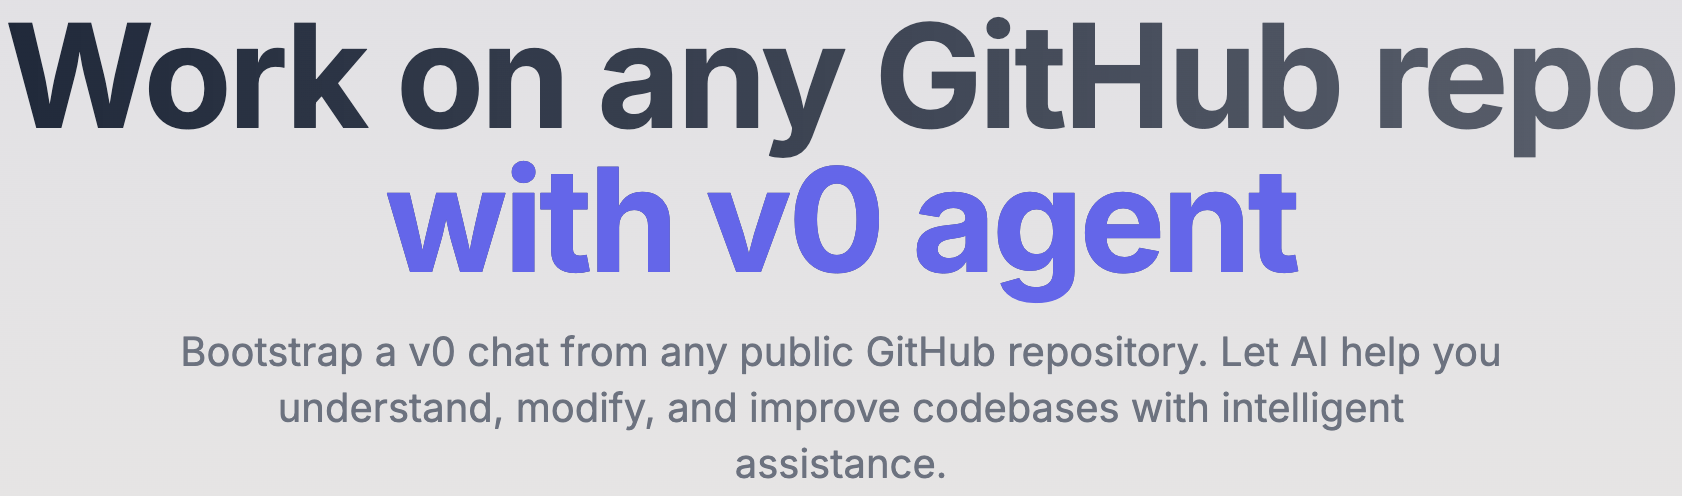 Work on any GitHub repo
with v0 agent
Bootstrap a v0 chat from any public GitHub repository. Let AI help you
understand, modify, and improve codebases with intelligent
assistance.